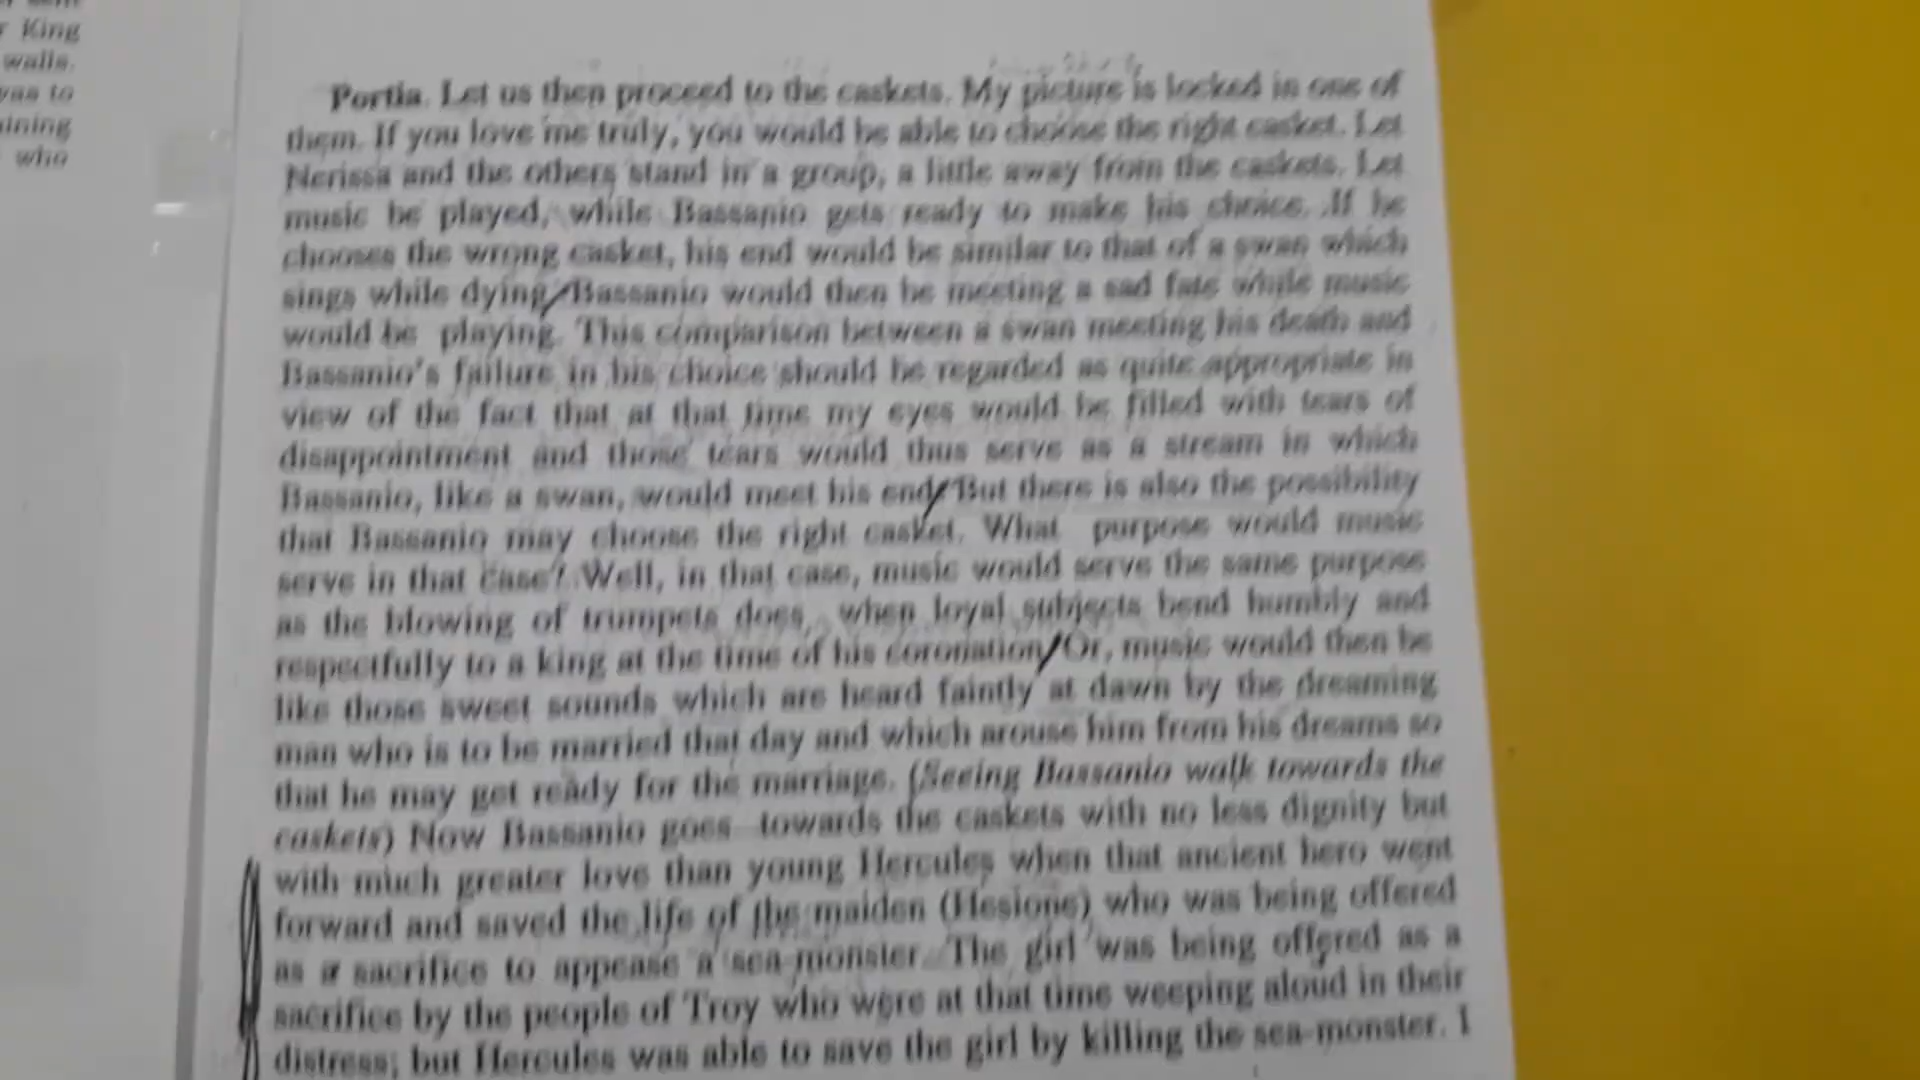 r King
walls.
was to
aining
who
Portia. Let us then proceed to the caskets. My picture is locked in one of
them. If you love me truly, you would be able to choose the right casket. Let
Nerissa and the others stand in a group, a little away from the caskets. Let
music be played, while Bassanio gets ready to make his choice. If he
chooses the wrong casket, his end would be similar to that of a swan which
sings while dying/Bassanio would then be meeting a sad fate while music
would be playing. This comparison between a swan meeting his death and
Bassanio's failure in his choice should be regarded as quite appropriate in
view of the fact that at that time my eyes would be filled with tears of
disappointment and those tears would thus serve as a stream in which
Bassanio, like a swan, would meet his end/But there is also the possibility
that Bassanio may choose the right casket. What purpose would music
serve in that case? Well, in that case, music would serve the same purpose
as the blowing of trumpets does, when loyal subjects bend humbly and
respectfully to a king at the time of his coronation/Or, music would then be
like those sweet sounds which are heard faintly at dawn by the dreaming
man who is to be married that day and which arouse him from his dreams so
that he may get ready for the marriage. (Seeing Bassanio walk towards the
caskets) Now Bassanio goes towards the caskets with no less dignity but
with much greater love than young Hercules when that ancient hero went
forward and saved the life of the maiden (Hesione) who was being offered
as a sacrifice to appease a sea-monster. The girl was being offered as a
sacrifice by the people of Troy who were at that time weeping aloud in their
distress; but Hercules was able to save the girl by killing the sea-monster. I